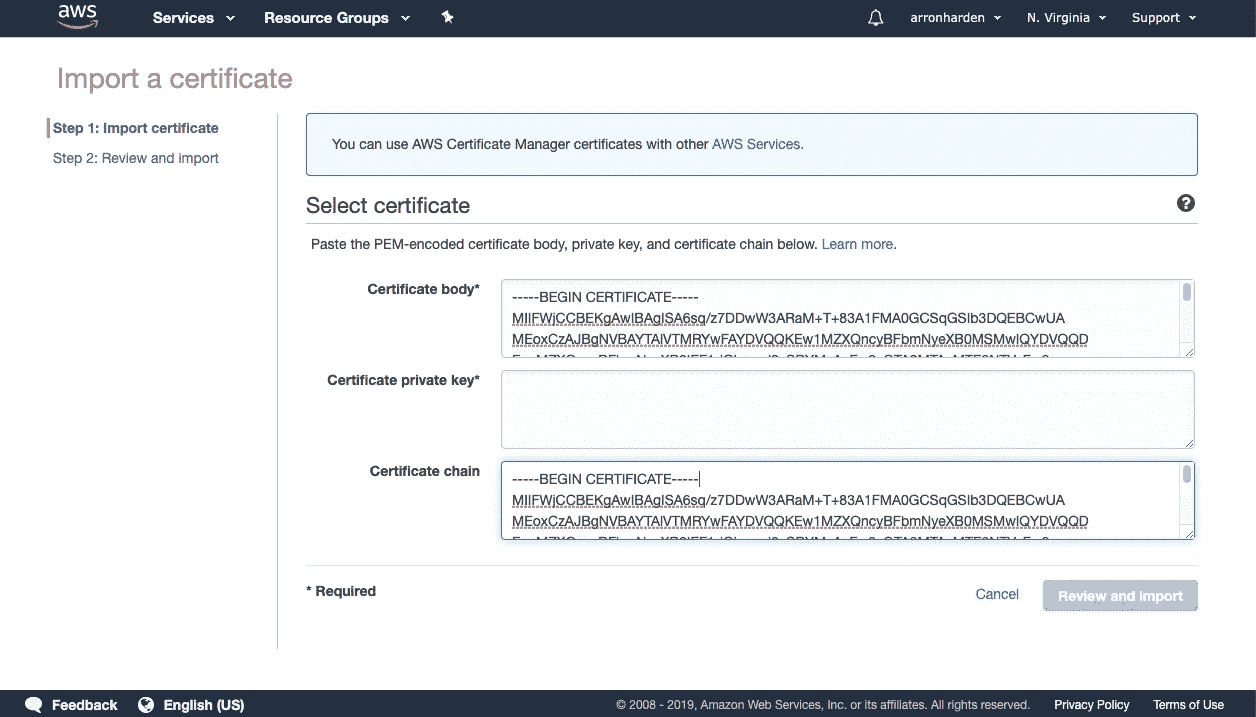 aws
Services
Resource Groups
arronharden
N. Virginia
Support
Import a certificate
Step 1: Import certificate
Step 2: Review and import
You can use AWS Certificate Manager certificates with other AWS Services.
Select certificate
Paste the PEM-encoded certificate body, private key, and certificate chain below. Learn more.
Certificate body*
-----BEGIN CERTIFICATE-----
MIIFWjCCBEKgAwIBAgISA6sq/z7DDwW3ARaM+T+83A1FMA0GCSqGSIb3DQEBCwUA
MEoxCzAJBgNVBAYTAlVTMRYwFAYDVQQKEw1MZXQncyBFbmNyeXB0MSMwIQYDVQQD
Certificate private key*
Certificate chain
-----BEGIN CERTIFICATE-----
MIIFWjCCBEKgAwIBAgISA6sq/z7DDwW3ARaM+T+83A1FMA0GCSqGSIb3DQEBCwUA
MEoxCzAJBgNVBAYTAlVTMRYwFAYDVQQKEw1MZXQncyBFbmNyeXB0MSMwIQYDVQQD
* Required
Cancel
Review and import
Feedback
English (US)
© 2008 - 2019, Amazon Web Services, Inc. or its affiliates. All rights reserved.
Privacy Policy
Terms of Use